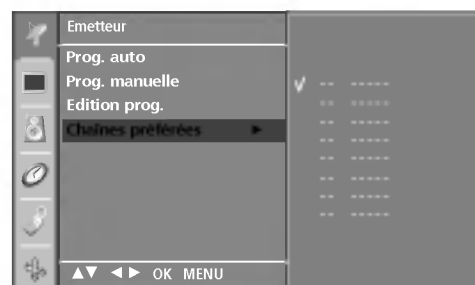 Emetteur
Prog. auto
Prog. manuelle
Edition prog.
Chaînes préférées ►
√ -- -----
-- -----
-- -----
-- -----
-- -----
-- -----
-- -----
-- -----
▲▼ ◄► OK MENU